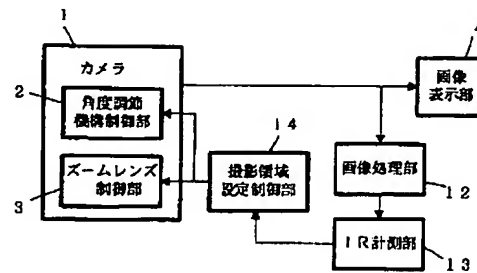 1
カメラ
2
角度調節
機構制御部
3
ズームレンズ
制御部
14
撮影領域
設定制御部
画像
表示部
画像処理部
12
IR計測部
13